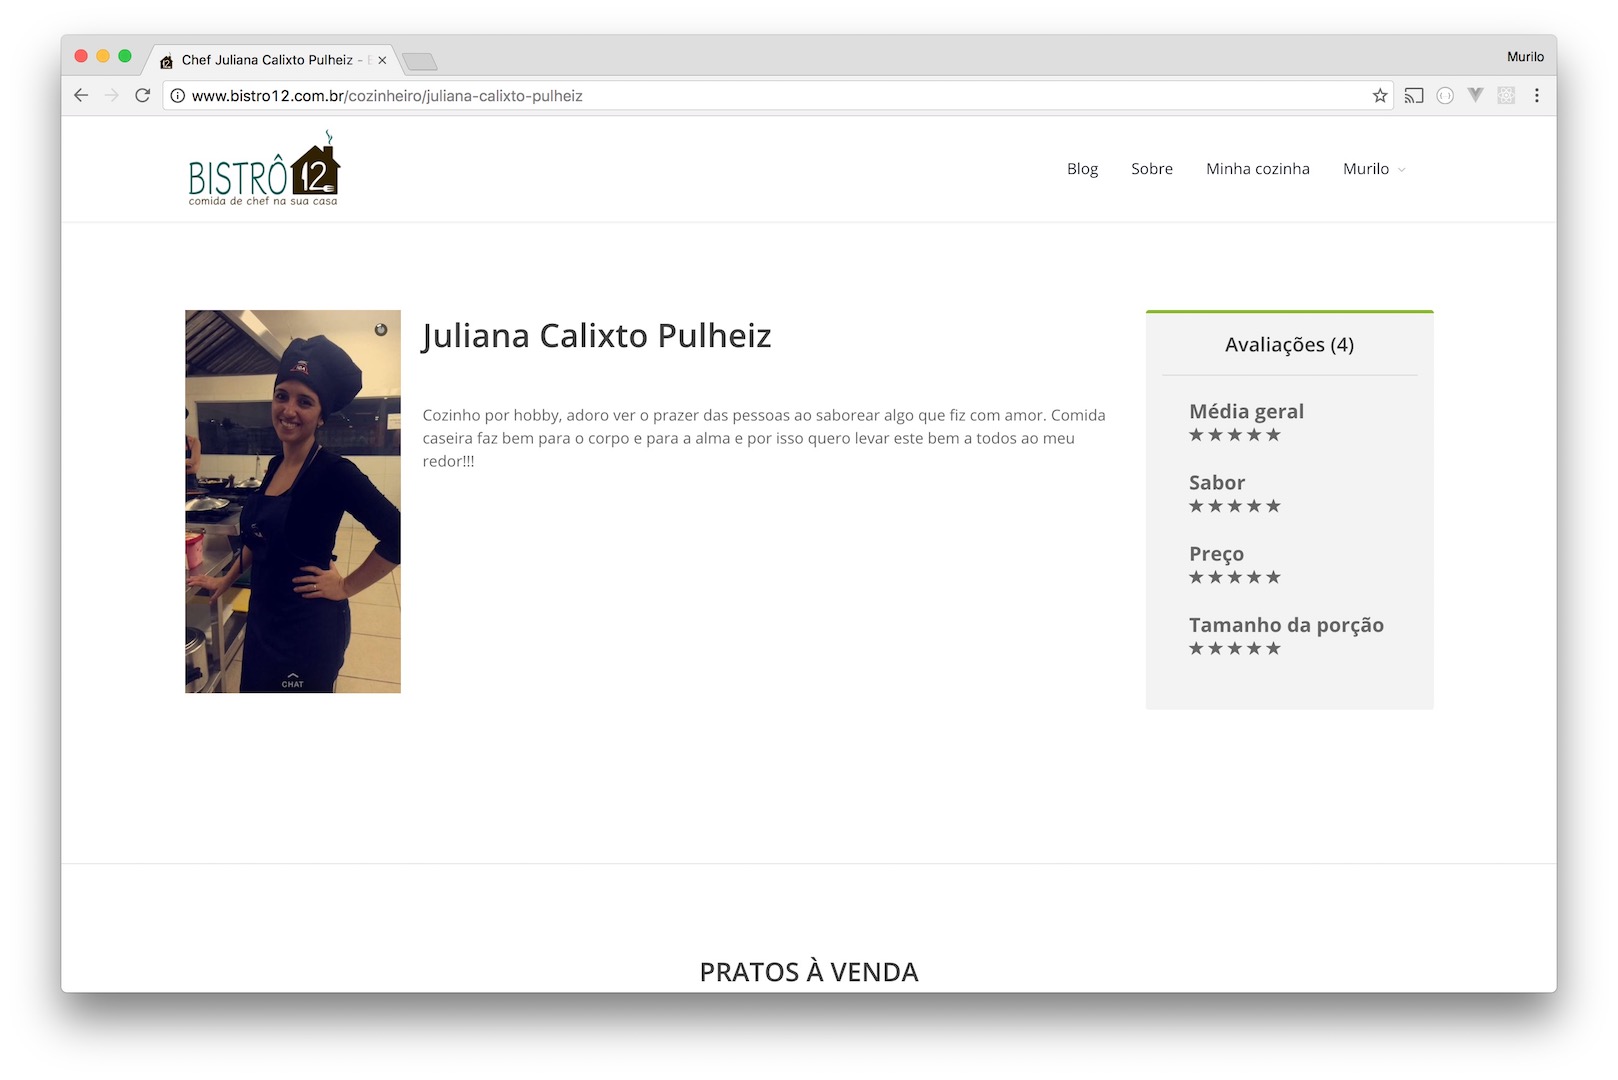 Chef Juliana Calixto Pulheiz -
Murilo
www.bistro12.com.br/cozinheiro/juliana-calixto-pulheiz
BISTRÔ 12
comida de chef na sua casa
Blog
Sobre
Minha cozinha
Murilo
Juliana Calixto Pulheiz
Cozinho por hobby, adoro ver o prazer das pessoas ao saborear algo que fiz com amor. Comida
caseira faz bem para o corpo e para a alma e por isso quero levar este bem a todos ao meu
redor!!!
CHAT
Avaliações (4)
Média geral
★★★★★
Sabor
★★★★★
Preço
★★★★★
Tamanho da porção
★★★★★
PRATOS À VENDA